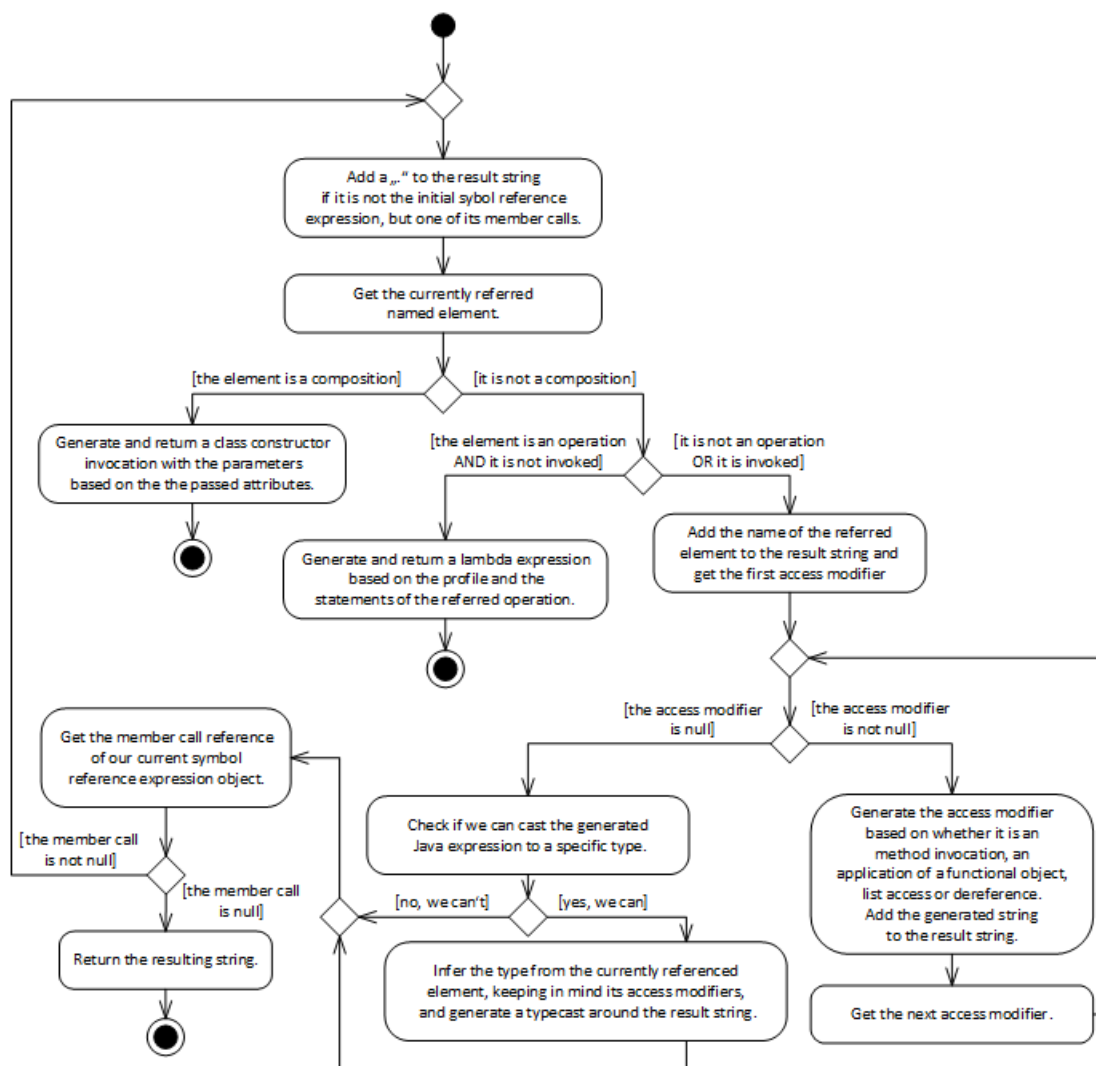 Add a „.“ to the result string
if it is not the initial sybol reference
expression, but one of its member calls.
Get the currently referred
named element.
[the element is a composition]
[it is not a composition]
Generate and return a class constructor
invocation with the parameters
based on the the passed attributes.
[the element is an operation
AND it is not invoked]
[it is not an operation
OR it is invoked]
Generate and return a lambda expression
based on the profile and the
statements of the referred operation.
Add the name of the referred
element to the result string and
get the first access modifier
[the access modifier
is null]
[the access modifier
is not null]
Get the member call reference
of our current symbol
reference expression object.
Check if we can cast the generated
Java expression to a specific type.
Generate the access modifier
based on whether it is an
method invocation, an
application of a functional object,
list access or dereference.
Add the generated string
to the result string.
[the member call
is not null]
[the member call
is null]
[no, we can't]
[yes, we can]
Return the resulting string.
Infer the type from the currently referenced
element, keeping in mind its access modifiers,
and generate a typecast around the result string.
Get the next access modifier.